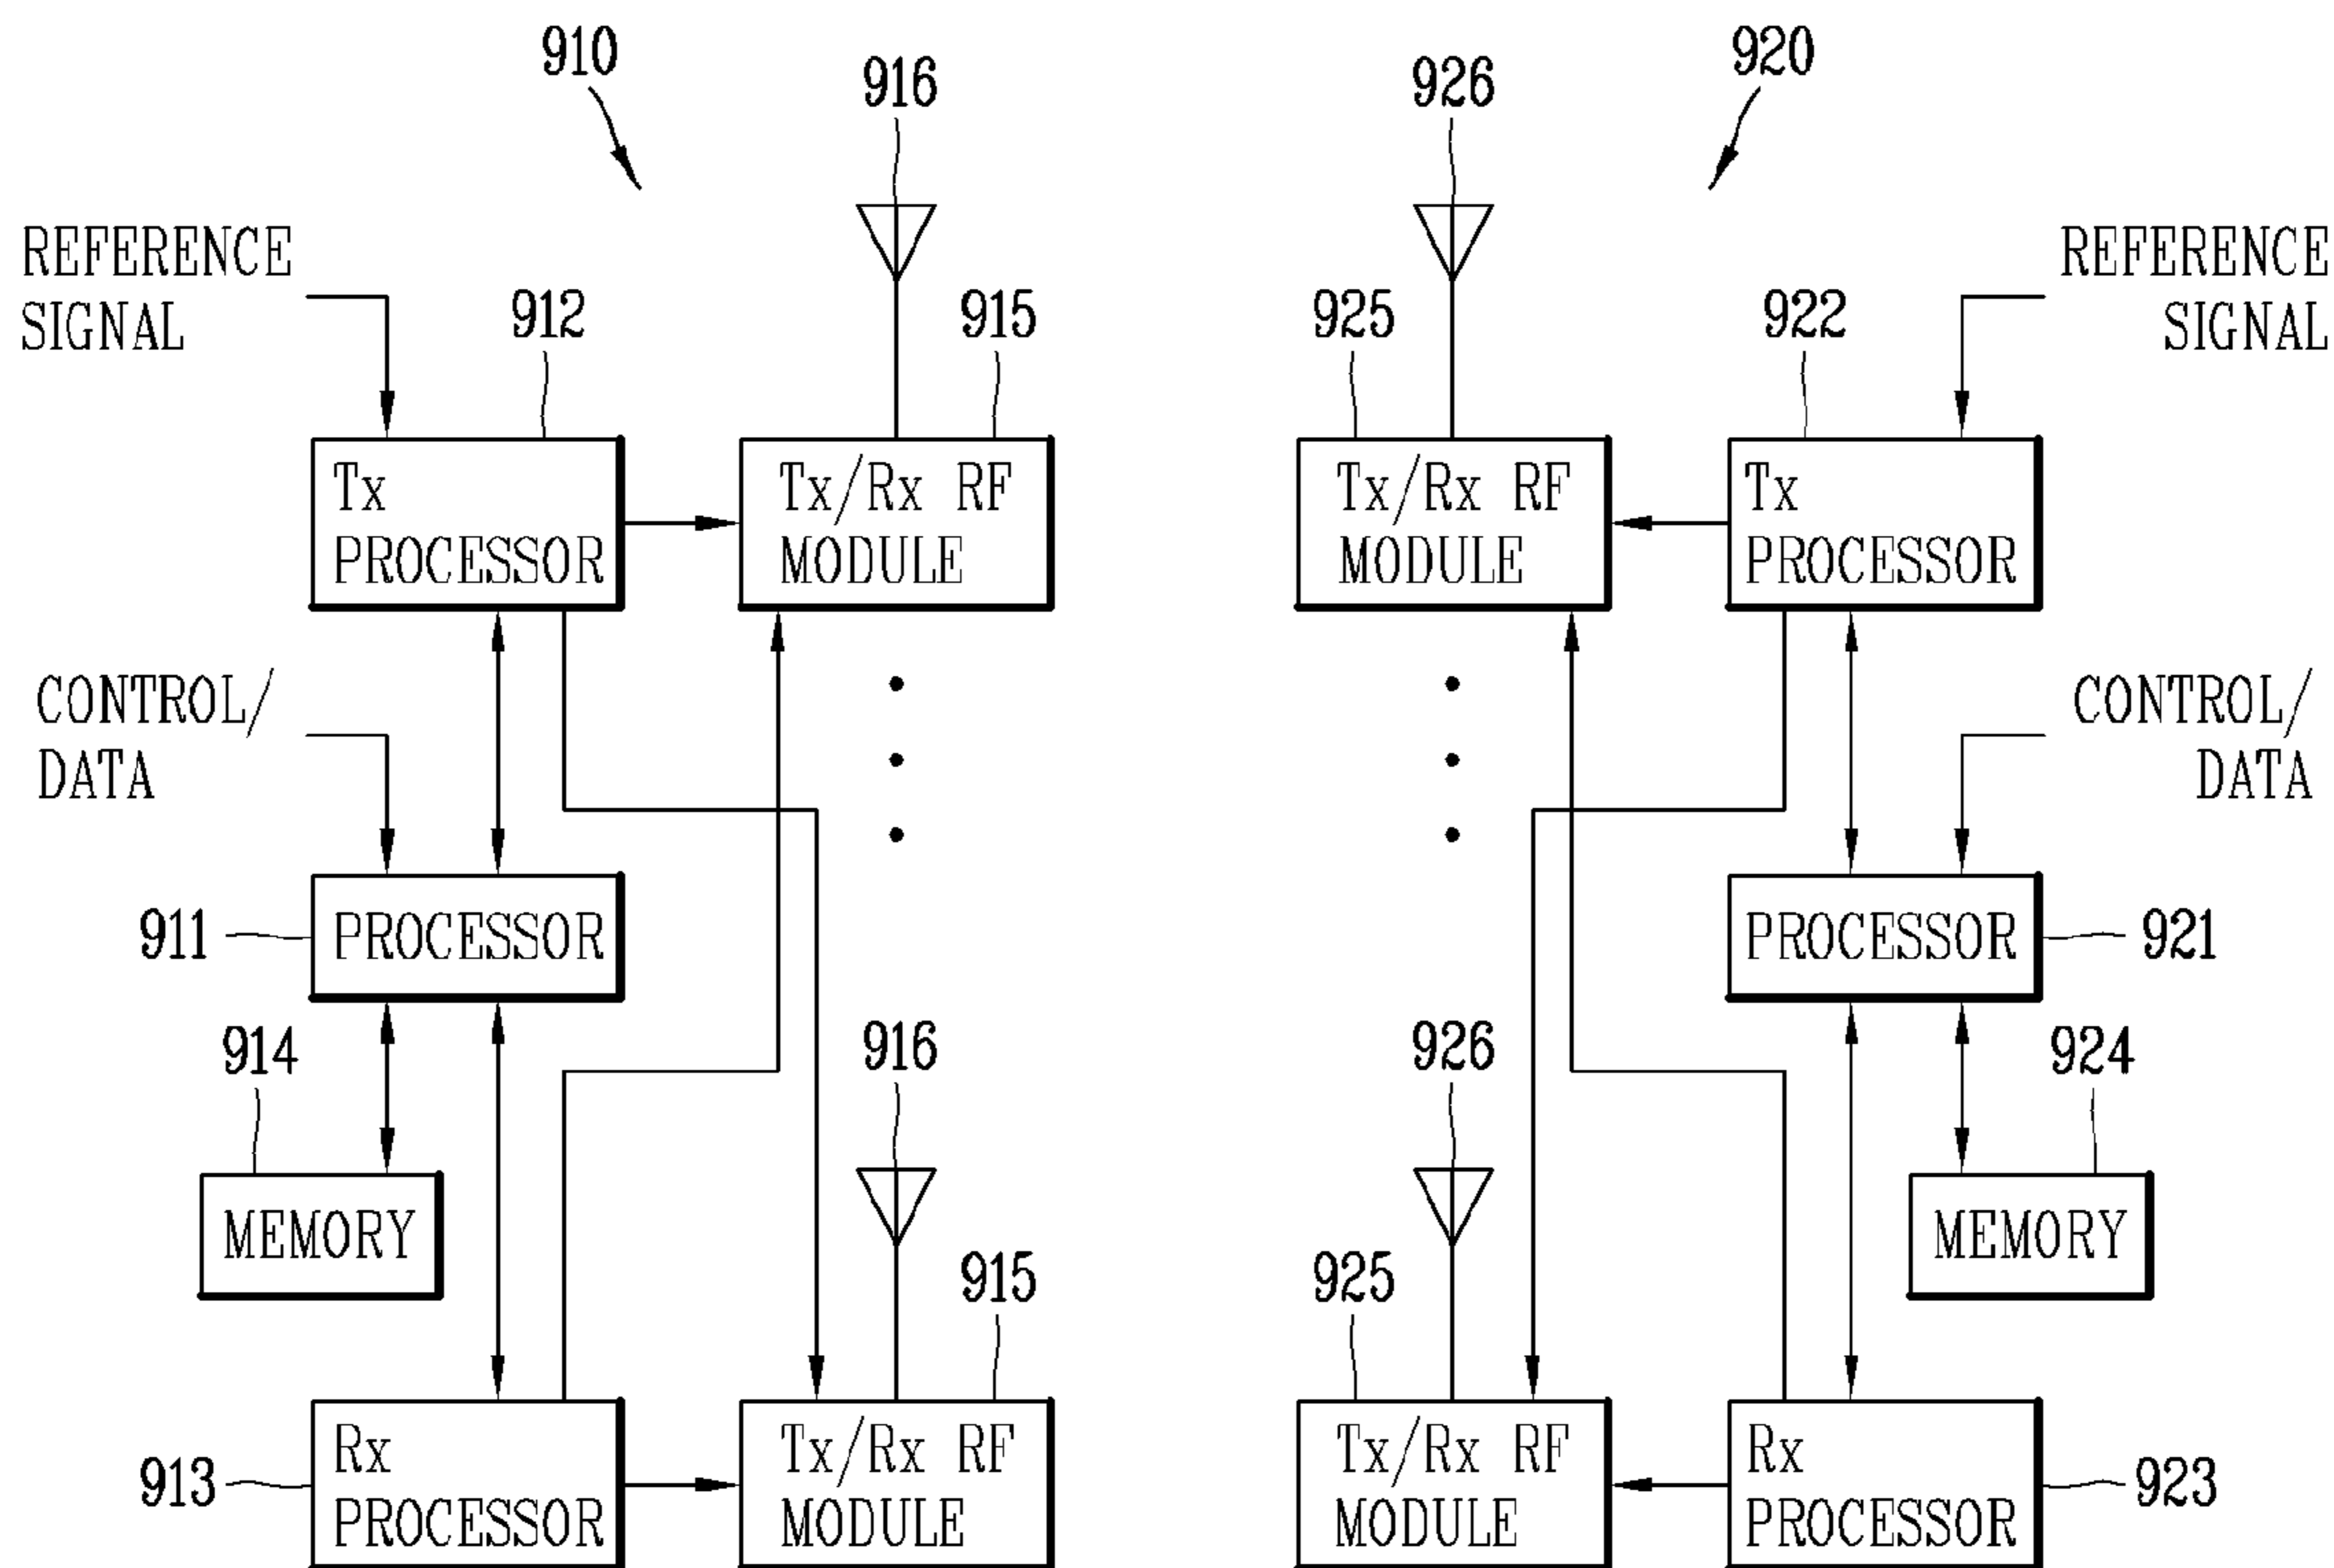 910
916
926
920
REFERENCE
SIGNAL
912
915
925
922
REFERENCE
SIGNAL
Tx
PROCESSOR
Tx/Rx RF
MODULE
Tx/Rx RF
MODULE
Tx
PROCESSOR
CONTROL/
DATA
CONTROL/
DATA
911
PROCESSOR
PROCESSOR
921
914
916
926
924
MEMORY
MEMORY
915
925
913
Rx
PROCESSOR
Tx/Rx RF
MODULE
Tx/Rx RF
MODULE
Rx
PROCESSOR
923